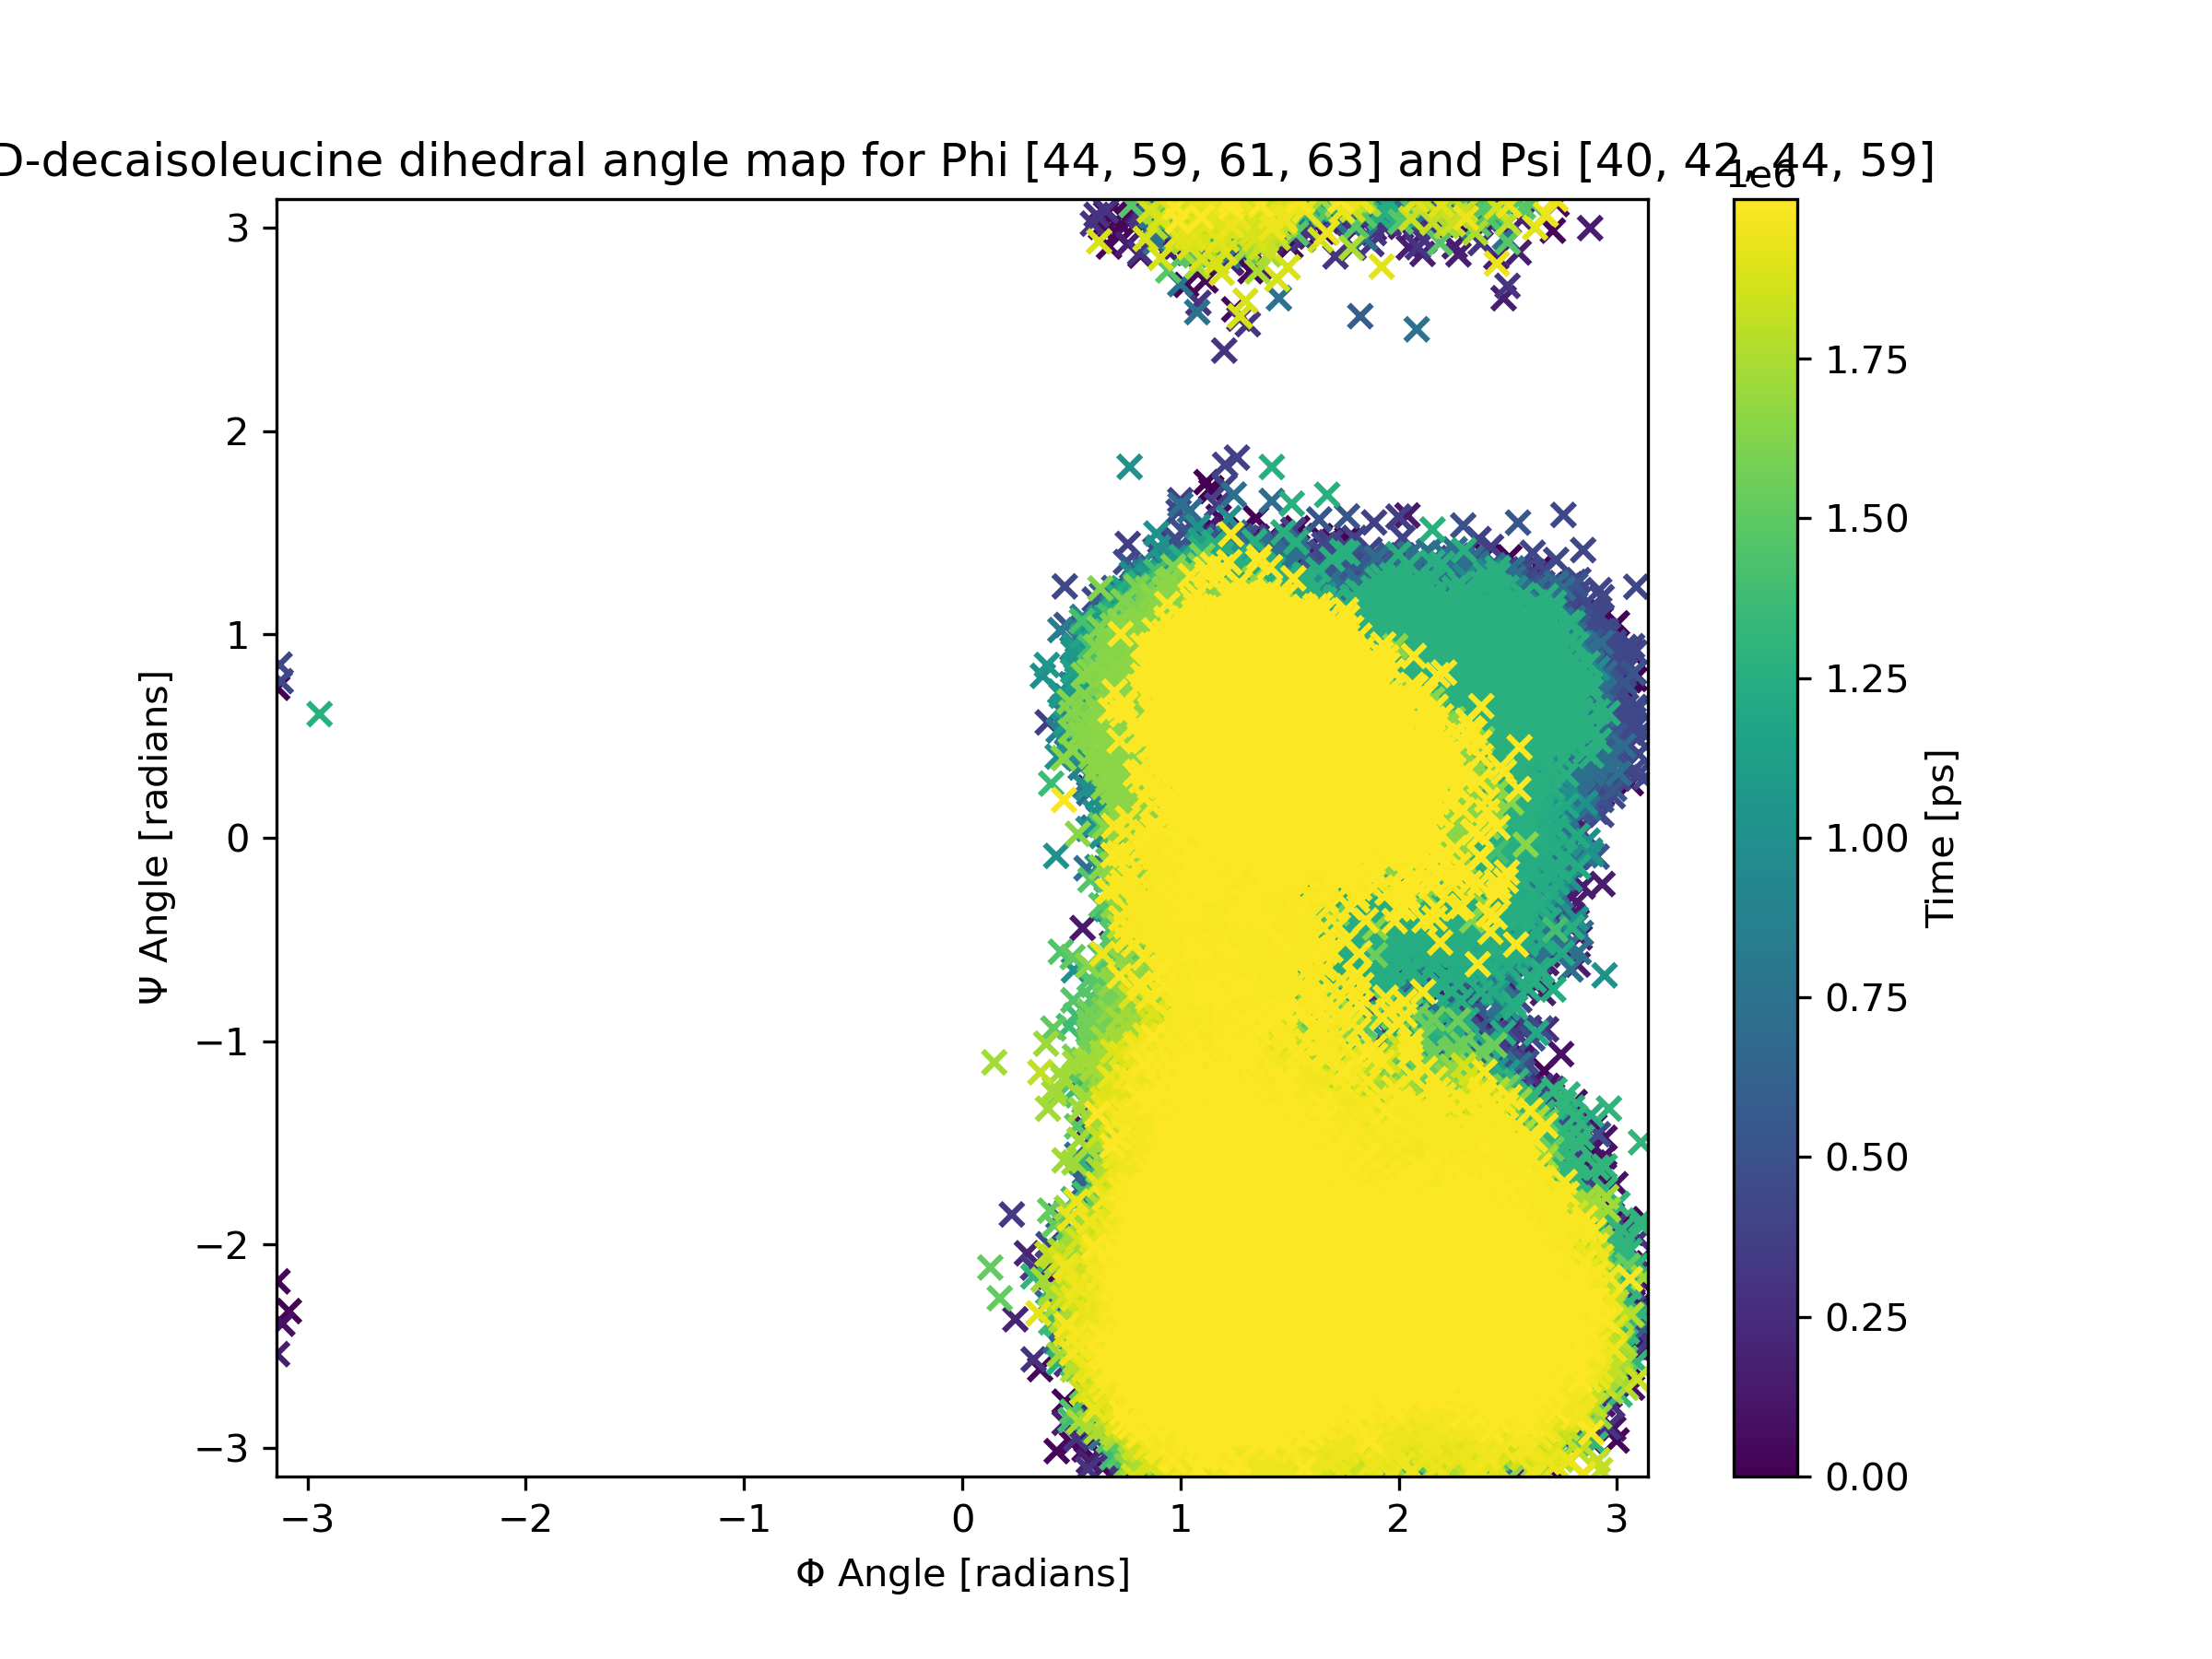 D-decaisoleucine dihedral angle map for Phi [44, 59, 61, 63] and Psi [40, 42, 44, 59]
1e6
3
2
1
0
−1
−2
−3
Ψ Angle [radians]
−3 −2 −1 0 1 2 3
Φ Angle [radians]
1.75
1.50
1.25
1.00
0.75
0.50
0.25
0.00
Time [ps]